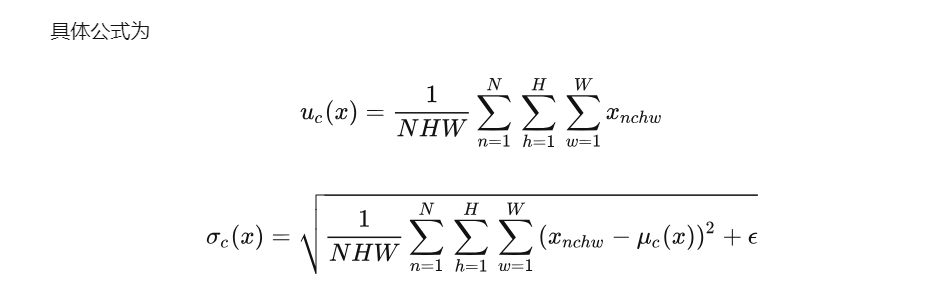 具体公式为
$u_c(x) = \frac{1}{NHW} \sum_{n=1}^{N} \sum_{h=1}^{H} \sum_{w=1}^{W} x_{nchw}$
$\sigma_c(x) = \sqrt{\frac{1}{NHW} \sum_{n=1}^{N} \sum_{h=1}^{H} \sum_{w=1}^{W} (x_{nchw} - \mu_c(x))^2 + \epsilon}$